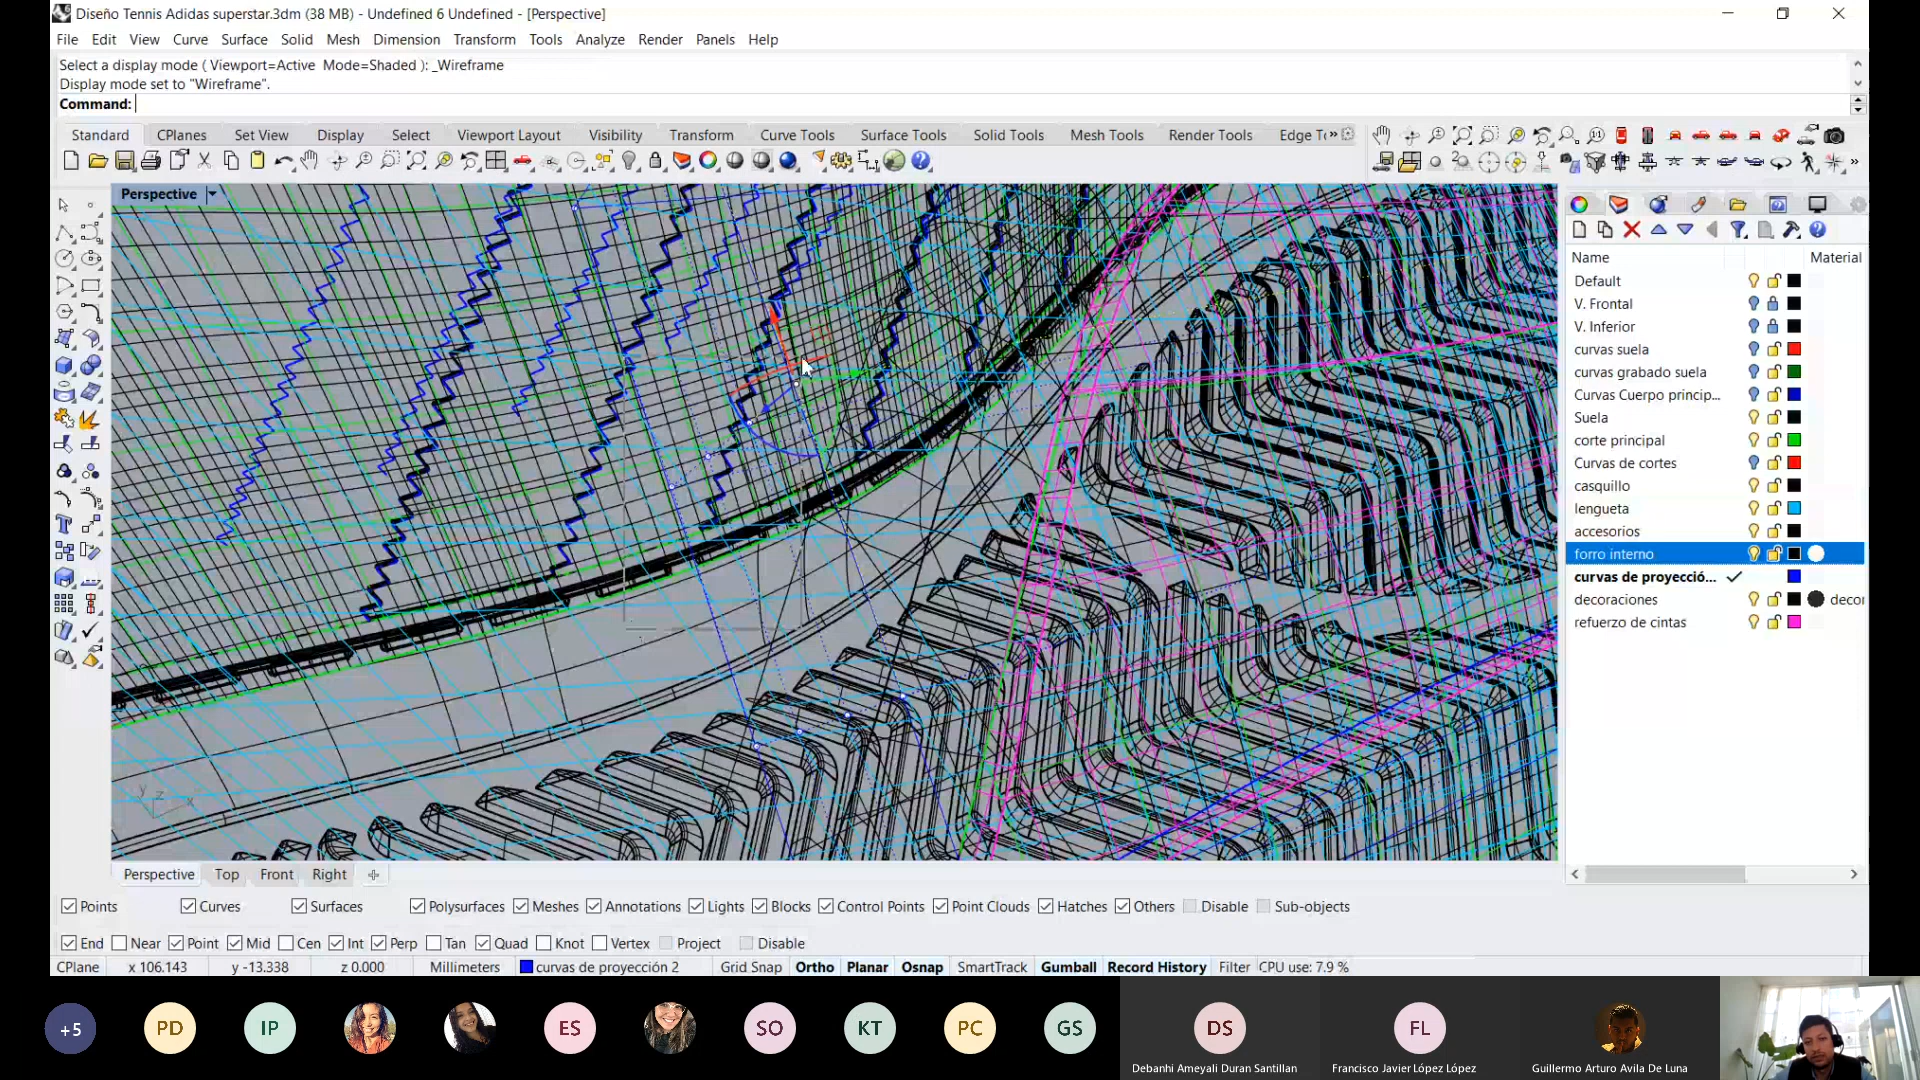 Diseño Tennis Adidas superstar.3dm (38 MB) - Undefined 6 Undefined - [Perspective]
File Edit View Curve Surface Solid Mesh Dimension Transform Tools Analyze Render Panels Help
Select a display mode ( Viewport=Active Mode=Shaded ): _Wireframe
Display mode set to "Wireframe".
Command:
Standard CPlanes Set View Display Select Viewport Layout Visibility Transform Curve Tools Surface Tools Solid Tools Mesh Tools Render Tools Edge To »
Perspective
Name Material
Default
V. Frontal
V. Inferior
curvas suela
curvas grabado suela
Curvas Cuerpo princip...
Suela
corte principal
Curvas de cortes
casquillo
lengueta
accesorios
forro interno
curvas de proyecció...
decoraciones decor
refuerzo de cintas
y z x
Perspective Top Front Right
Points Curves Surfaces Polysurfaces Meshes Annotations Lights Blocks Control Points Point Clouds Hatches Others Disable Sub-objects
End Near Point Mid Cen Int Perp Tan Quad Knot Vertex Project Disable
CPlane x 106.143 y -13.338 z 0.000 Millimeters curvas de proyección 2 Grid Snap Ortho Planar Osnap SmartTrack Gumball Record History Filter CPU use: 7.9 %
+5 PD IP ES SO KT PC GS DS FL
Debanhi Ameyali Duran Santillan Francisco Javier López López Guillermo Arturo Avila De Luna